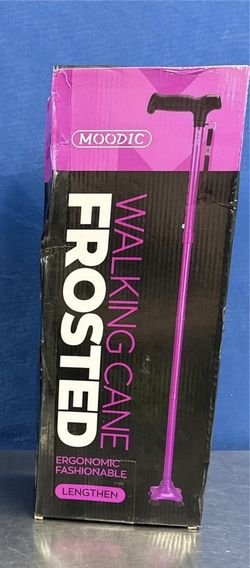 MOODIC
WALKING CANE
FROSTED
ERGONOMIC
FASHIONABLE
LENGTHEN